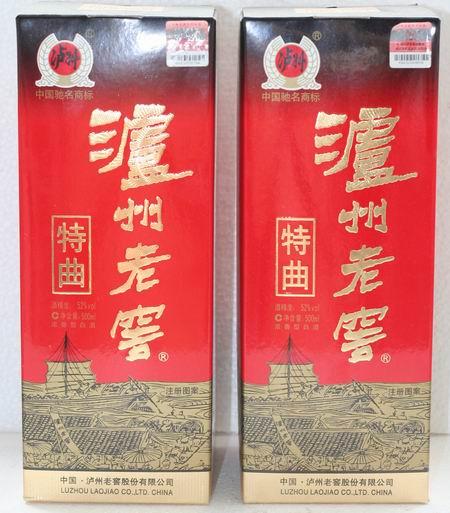 泸州
中国驰名商标
瀘州老窖®
特曲
酒精度：52%vol
净含量：500ml
浓香型白酒
注册图案
中国·泸州老窖股份有限公司
LUZHOU LAOJIAO CO.,LTD. CHINA
泸州
®
中国驰名商标
瀘州老窖®
特曲
酒精度：52%vol
净含量：500ml
浓香型白酒
注册图案
中国·泸州老窖股份有限公司
LUZHOU LAOJIAO CO.,LTD. CHINA